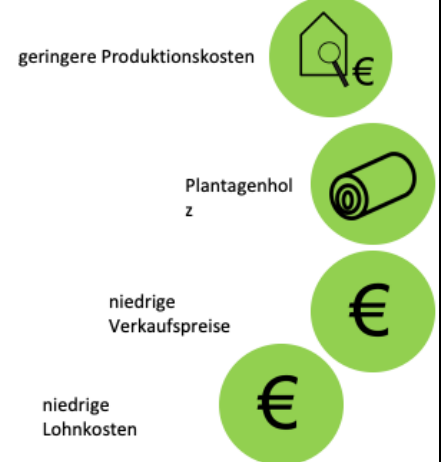 geringere Produktionskosten
€
Plantagenhol
z
niedrige
Verkaufspreise
€
niedrige
Lohnkosten
€